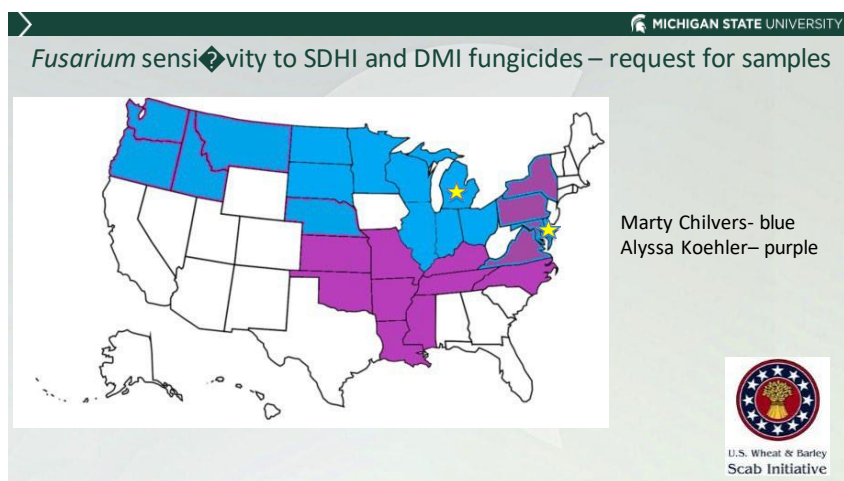 MICHIGAN STATE UNIVERSITY
Fusarium sensi�vity to SDHI and DMI fungicides – request for samples
Marty Chilvers- blue
Alyssa Koehler– purple
U.S. Wheat & Barley
Scab Initiative